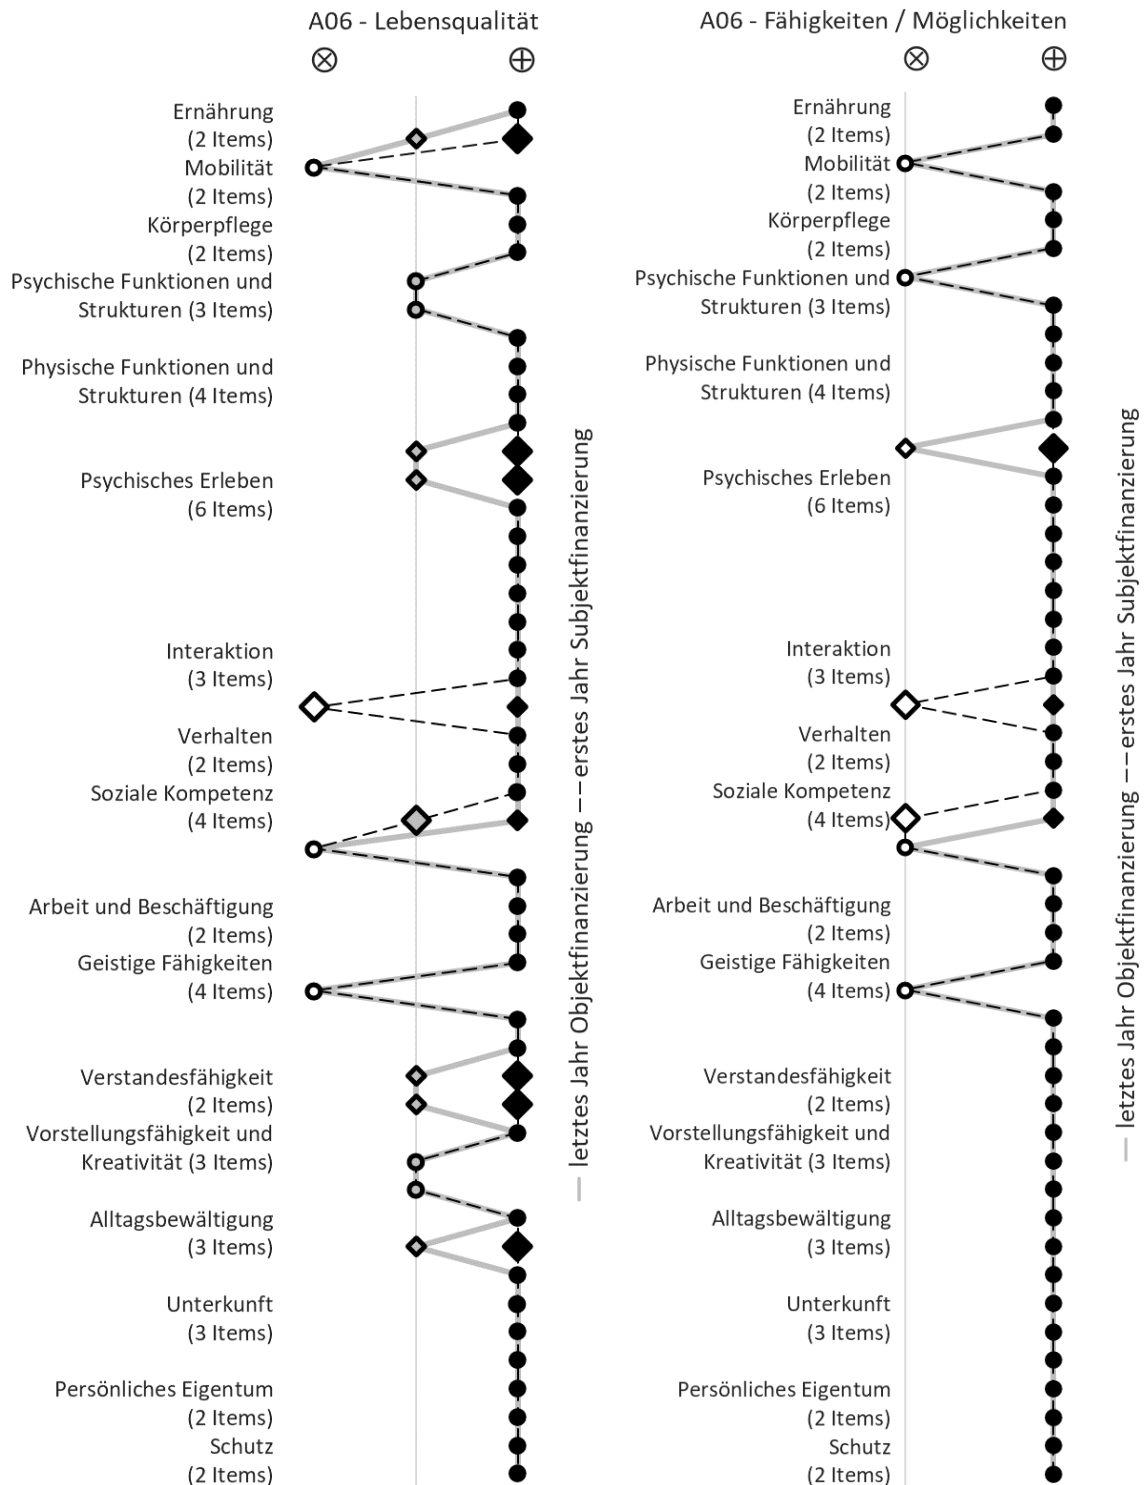 A06 - Lebensqualität
Ernährung
(2 Items)
Mobilität
(2 Items)
Körperpflege
(2 Items)
Psychische Funktionen und
Strukturen (3 Items)
Physische Funktionen und
Strukturen (4 Items)
Psychisches Erleben
(6 Items)
Interaktion
(3 Items)
Verhalten
(2 Items)
Soziale Kompetenz
(4 Items)
Arbeit und Beschäftigung
(2 Items)
Geistige Fähigkeiten
(4 Items)
Verstandesfähigkeit
(2 Items)
Vorstellungsfähigkeit und
Kreativität (3 Items)
Alltagsbewältigung
(3 Items)
Unterkunft
(3 Items)
Persönliches Eigentum
(2 Items)
Schutz
(2 Items)
letztes Jahr Objektfinanzierung erstes Jahr Subjektfinanzierung
A06 - Fähigkeiten / Möglichkeiten
Ernährung
(2 Items)
Mobilität
(2 Items)
Körperpflege
(2 Items)
Psychische Funktionen und
Strukturen (3 Items)
Physische Funktionen und
Strukturen (4 Items)
Psychisches Erleben
(6 Items)
Interaktion
(3 Items)
Verhalten
(2 Items)
Soziale Kompetenz
(4 Items)
Arbeit und Beschäftigung
(2 Items)
Geistige Fähigkeiten
(4 Items)
Verstandesfähigkeit
(2 Items)
Vorstellungsfähigkeit und
Kreativität (3 Items)
Alltagsbewältigung
(3 Items)
Unterkunft
(3 Items)
Persönliches Eigentum
(2 Items)
Schutz
(2 Items)
letztes Jahr Objektfinanzierung erstes Jahr Subjektfinanzierung